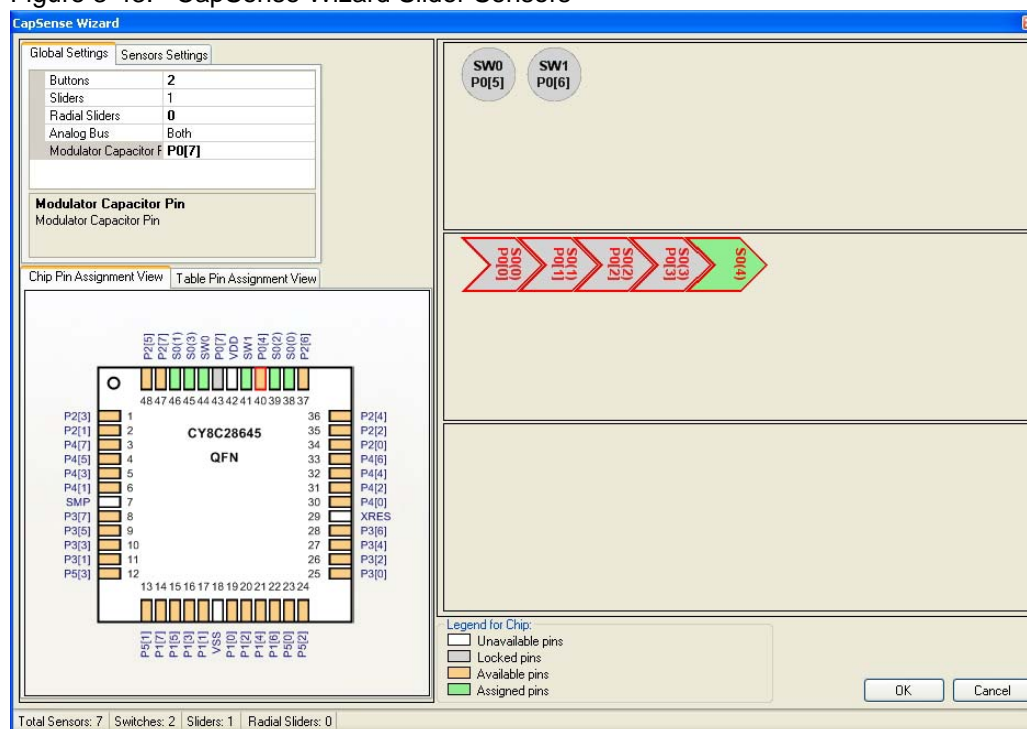 CapSense Wizard
Global Settings Sensors Settings
Buttons 2
Sliders 1
Radial Sliders 0
Analog Bus Both
Modulator Capacitor P0[7]
Modulator Capacitor Pin
Modulator Capacitor Pin
Chip Pin Assignment View Table Pin Assignment View
P2[5] P2[7] S0(1) S0(3) SW0 P0[7] VDD SW1 P0[4] S0(2) S0(0) P2[6]
48 47 46 45 44 43 42 41 40 39 38 37
P2[3] 1 36 P2[4]
P2[1] 2 CY8C28645 35 P2[2]
P4[7] 3 34 P2[0]
P4[5] 4 QFN 33 P4[6]
P4[3] 5 32 P4[4]
P4[1] 6 31 P4[2]
SMP 7 30 P4[0]
P3[7] 8 29 XRES
P3[5] 9 28 P3[6]
P3[3] 10 27 P3[4]
P3[1] 11 26 P3[2]
P5[3] 12 25 P3[0]
13 14 15 16 17 18 19 20 21 22 23 24
P5[1] P1[7] P1[5] P1[3] P1[1] VSS P1[0] P1[2] P1[4] P1[6] P5[0] P5[2]
SW0 SW1
P0[5] P0[6]
S0(0) S0(1) S0(2) S0(3) S0(4)
P0[0] P0[1] P0[2] P0[3]
Legend for Chip:
Unavailable pins
Locked pins
Available pins
Assigned pins
OK Cancel
Total Sensors: 7 Switches: 2 Sliders: 1 Radial Sliders: 0